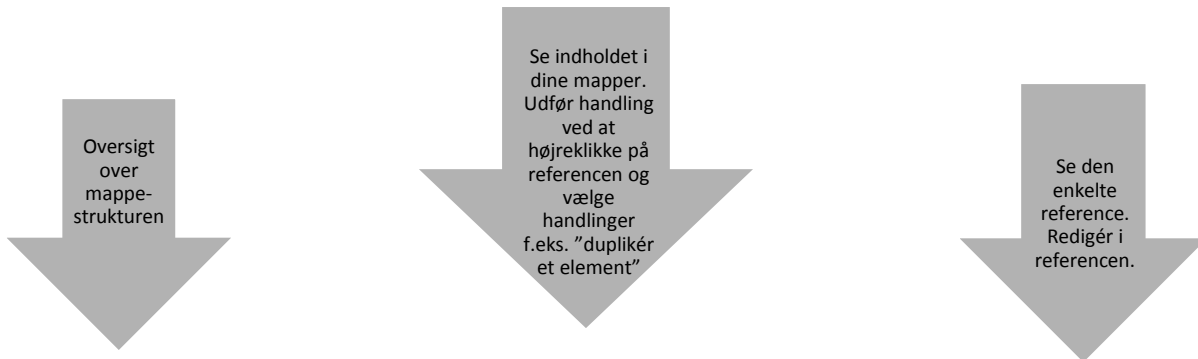 Oversigt
over
mappe-
strukturen
Se indholdet i
dine mapper.
Udfør handling
ved at
højreklikke på
referencen og
vælge
handlinger
f.eks. ”duplikér
et element”
Se den
enkelte
reference.
Redigér i
referencen.